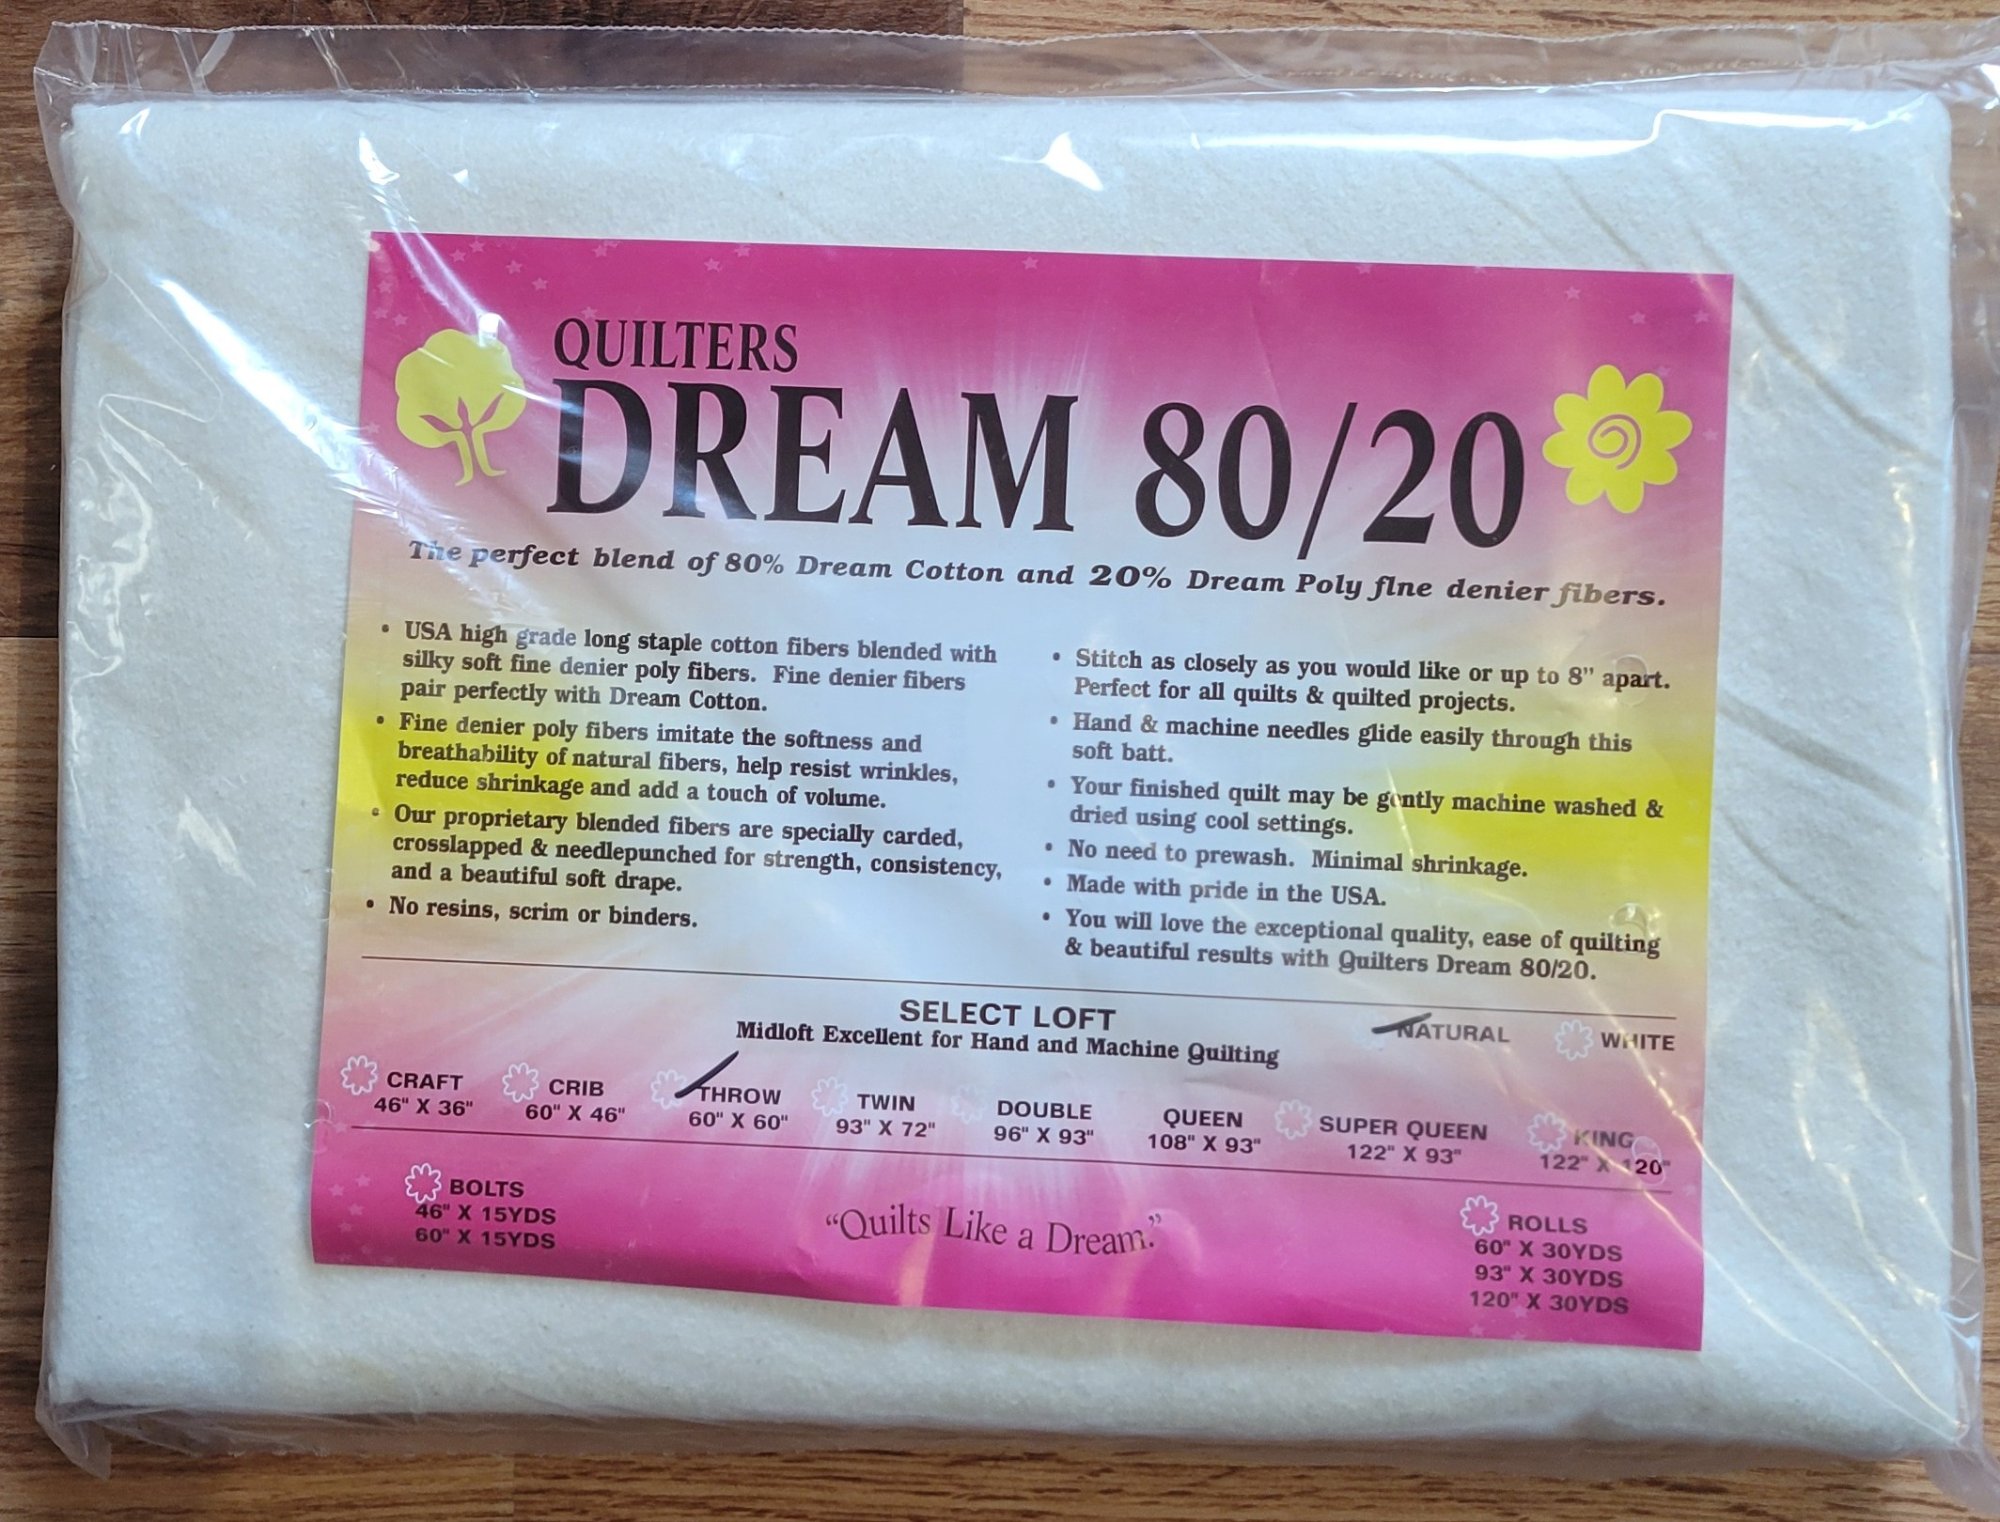 QUILTERS
DREAM 80/20
The perfect blend of 80% Dream Cotton and 20% Dream Poly fine denier fibers.
• USA high grade long staple cotton fibers blended with
silky soft fine denier poly fibers. Fine denier fibers
pair perfectly with Dream Cotton.
• Fine denier poly fibers imitate the softness and
breathability of natural fibers, help resist wrinkles,
reduce shrinkage and add a touch of volume.
• Our proprietary blended fibers are specially carded,
crosslapped & needlepunched for strength, consistency,
and a beautiful soft drape.
• No resins, scrim or binders.
• Stitch as closely as you would like or up to 8” apart.
Perfect for all quilts & quilted projects.
• Hand & machine needles glide easily through this
soft batt.
• Your finished quilt may be gently machine washed &
dried using cool settings.
• No need to prewash. Minimal shrinkage.
• Made with pride in the USA.
• You will love the exceptional quality, ease of quilting
& beautiful results with Quilters Dream 80/20.
SELECT LOFT
Midloft Excellent for Hand and Machine Quilting
NATURAL
WHITE
CRAFT
46" X 36"
CRIB
60" X 46"
THROW
60" X 60"
TWIN
93" X 72"
DOUBLE
96" X 93"
QUEEN
108" X 93"
SUPER QUEEN
122" X 93"
KING
122" X 120"
BOLTS
46" X 15YDS
60" X 15YDS
“Quilts Like a Dream.”
ROLLS
60" X 30YDS
93" X 30YDS
120" X 30YDS